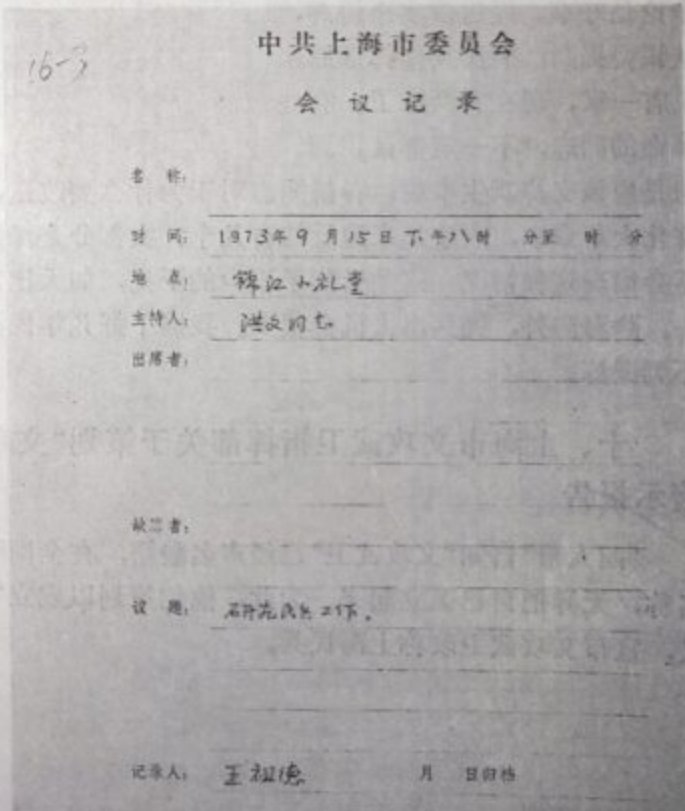 16-3
中共上海市委员会
会议记录
名称:
时间: 1973年9月15日下午八时 分至 时 分
地点 锦江小礼堂
主持人: 洪文同志
出席者:
缺席者:
议题: 研究民兵工作.
记录人: 王祖德 月 日归档